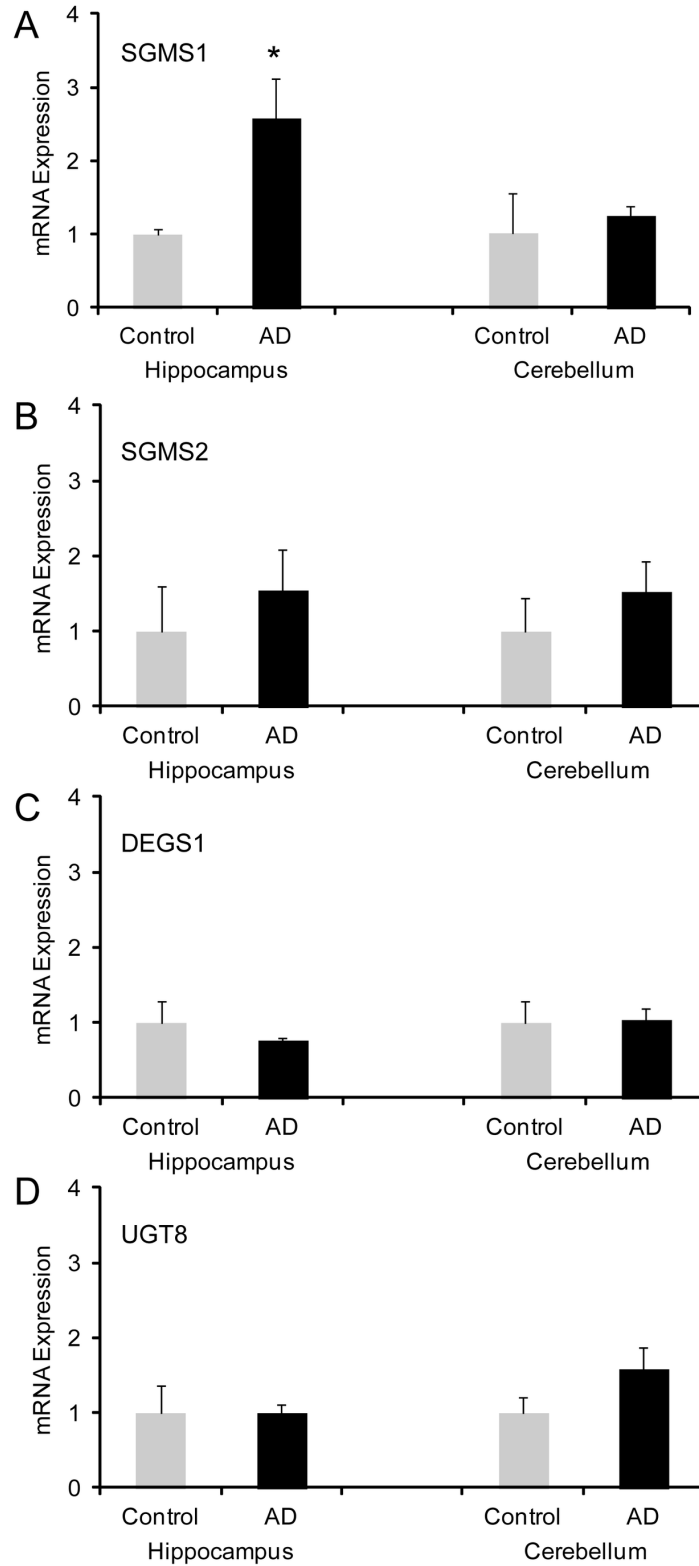 A
SGMS1
*
mRNA Expression
4
3
2
1
0
Control AD Control AD
Hippocampus Cerebellum
B
SGMS2
mRNA Expression
4
3
2
1
0
Control AD Control AD
Hippocampus Cerebellum
C
DEGS1
mRNA Expression
4
3
2
1
0
Control AD Control AD
Hippocampus Cerebellum
D
UGT8
mRNA Expression
4
3
2
1
0
Control AD Control AD
Hippocampus Cerebellum